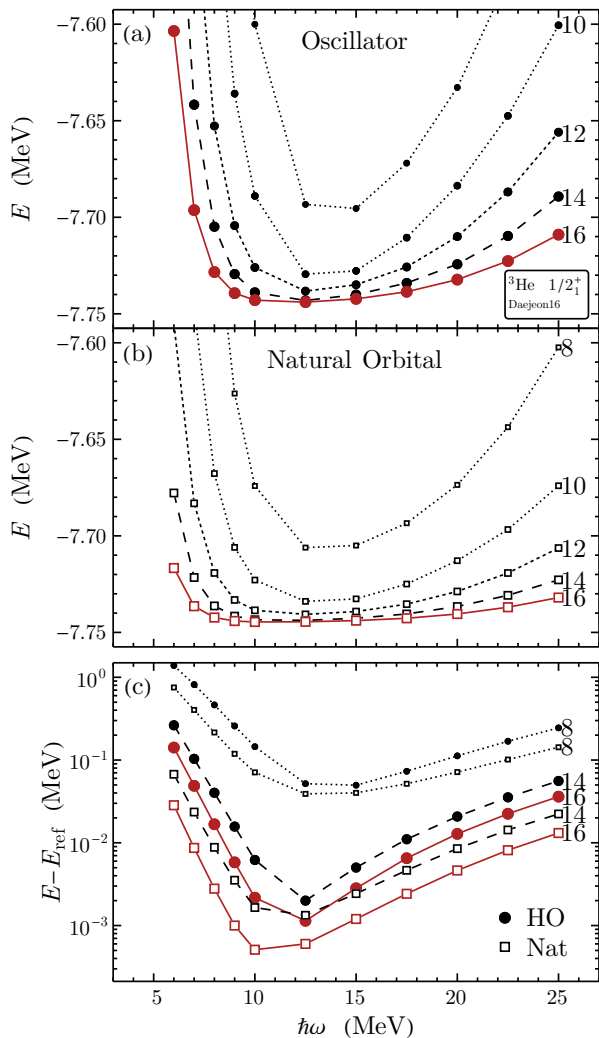 (a)
Oscillator
−7.60
−7.65
−7.70
−7.75
E (MeV)
10
12
14
16
³He 1/2₁⁺
Daejeon16
(b)
Natural Orbital
−7.60
−7.65
−7.70
−7.75
E (MeV)
8
10
12
14
16
(c)
10⁰
10⁻¹
10⁻²
10⁻³
E−E_ref (MeV)
8
8
14
16
14
16
HO
Nat
5 10 15 20 25
ℏω (MeV)